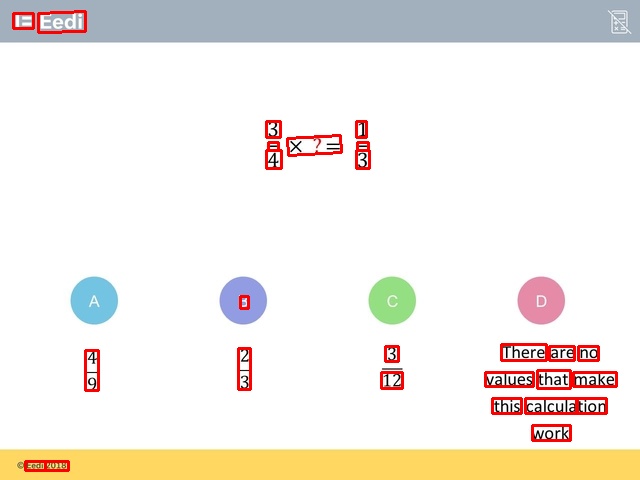 Eedi
3/4 × ? = 1/3
A B C D
4/9
2/3
3/12
There are no
values that make
this calculation
work
© Eedi 2018